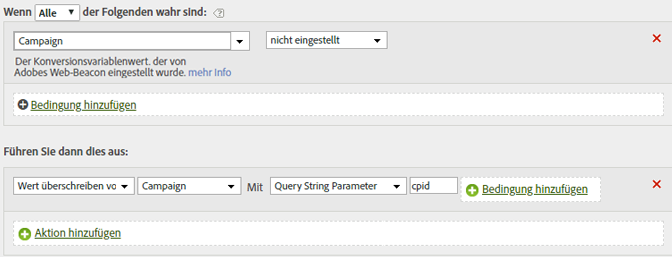 Wenn Alle der Folgenden wahr sind:
Campaign nicht eingestellt
Der Konversionsvariablenwert. der von
Adobes Web-Beacon eingestellt wurde. mehr Info
Bedingung hinzufügen
Führen Sie dann dies aus:
Wert überschreiben vo Campaign Mit Query String Parameter cpid Bedingung hinzufügen
Aktion hinzufügen